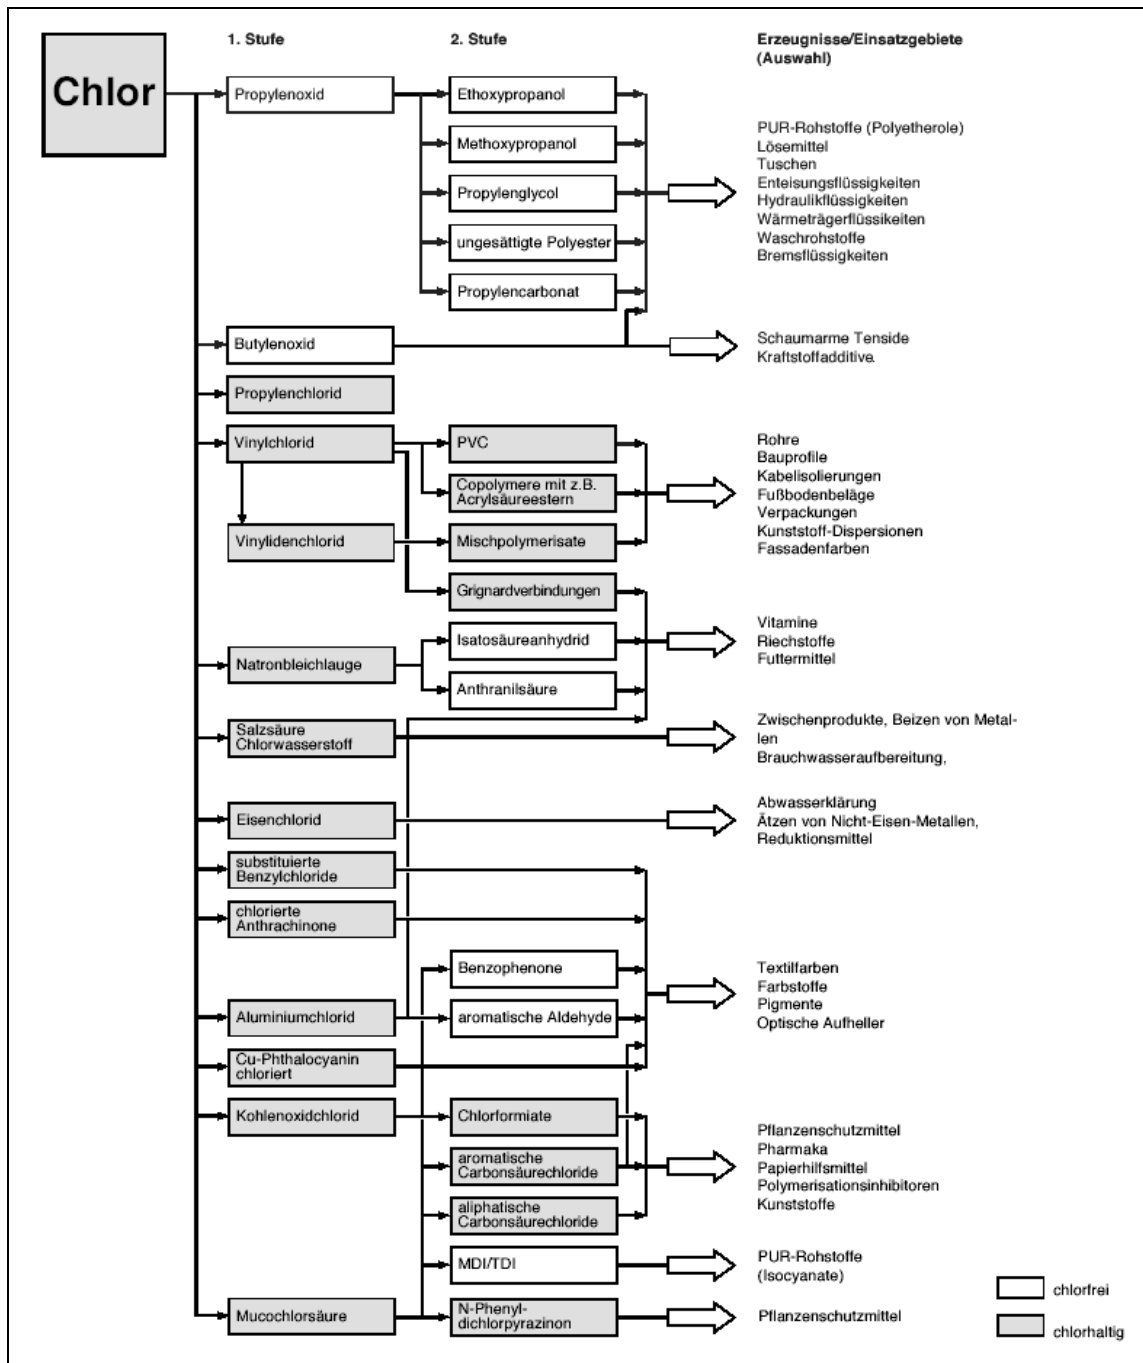 Chlor
1. Stufe
2. Stufe
Erzeugnisse/Einsatzgebiete
(Auswahl)
Propylenoxid
Ethoxypropanol
Methoxypropanol
Propylenglycol
ungesättigte Polyester
Propylencarbonat
PUR-Rohstoffe (Polyetherole)
Lösemittel
Tuschen
Enteisungsflüssigkeiten
Hydraulikflüssigkeiten
Wärmeträgerflüssikeiten
Waschrohstoffe
Bremsflüssigkeiten
Butylenoxid
Schaumarme Tenside
Kraftstoffadditive.
Propylenchlorid
Vinylchlorid
PVC
Copolymere mit z.B.
Acrylsäureestern
Vinylidenchlorid
Mischpolymerisate
Rohre
Bauprofile
Kabelisolierungen
Fußbodenbeläge
Verpackungen
Kunststoff-Dispersionen
Fassadenfarben
Grignardverbindungen
Isatosäureanhydrid
Natronbleichlauge
Anthranilsäure
Vitamine
Riechstoffe
Futtermittel
Salzsäure
Chlorwasserstoff
Zwischenprodukte, Beizen von Metal-
len
Brauchwasseraufbereitung,
Eisenchlorid
Abwasserklärung
Ätzen von Nicht-Eisen-Metallen,
Reduktionsmittel
substituierte
Benzylchloride
chlorierte
Anthrachinone
Benzophenone
Aluminiumchlorid
aromatische Aldehyde
Cu-Phthalocyanin
chloriert
Textilfarben
Farbstoffe
Pigmente
Optische Aufheller
Kohlenoxidchlorid
Chlorformiate
aromatische
Carbonsäurechloride
aliphatische
Carbonsäurechloride
Pflanzenschutzmittel
Pharmaka
Papierhilfsmittel
Polymerisationsinhibitoren
Kunststoffe
MDI/TDI
PUR-Rohstoffe
(Isocyanate)
Mucochlorsäure
N-Phenyl-
dichlorpyrazinon
Pflanzenschutzmittel
chlorfrei
chlorhaltig